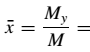 x̄ = M_y / M =